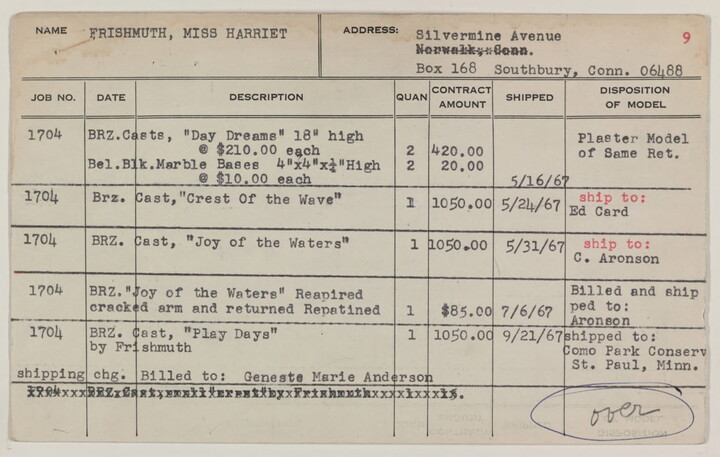 NAME FRISHMUTH, MISS HARRIET ADDRESS: Silvermine Avenue 9
Norwalk, Conn.
Box 168 Southbury, Conn. 06488
JOB NO. DATE DESCRIPTION QUAN CONTRACT AMOUNT SHIPPED DISPOSITION OF MODEL
1704 BRZ.Casts, "Day Dreams" 18" high Plaster Model
@ $210.00 each 2 420.00 of Same Ret.
Bel.Blk.Marble Bases 4"x4"x½"High 2 20.00
@ $10.00 each 5/16/67
1704 Brz. Cast,"Crest Of the Wave" 1 1050.00 5/24/67 ship to:
Ed Card
1704 BRZ. Cast, "Joy of the Waters" 1 1050.00 5/31/67 ship to:
C. Aronson
1704 BRZ."Joy of the Waters" Reapired Billed and ship
cracked arm and returned Repatined 1 $85.00 7/6/67 ped to:
Aronson
1704 BRZ. Cast, "Play Days" 1 1050.00 9/21/67 shipped to:
by Frishmuth Como Park Conserv
St. Paul, Minn.
shipping chg. Billed to: Geneste Marie Anderson
1704 BRZ Cast, small "crest" by Frishmuth
over